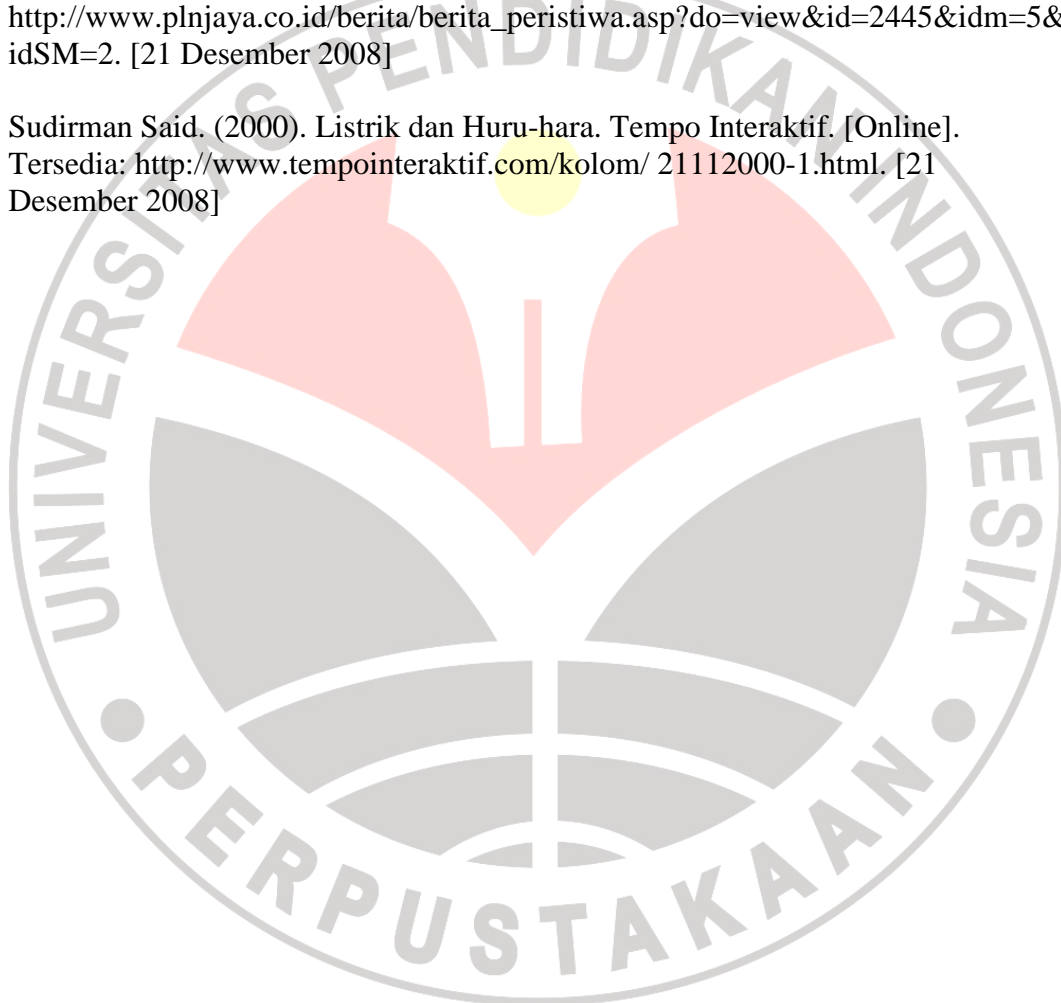 http://www.plnjaya.co.id/berita/berita_peristiwa.asp?do=view&id=2445&idm=5&
idSM=2. [21 Desember 2008]
Sudirman Said. (2000). Listrik dan Huru-hara. Tempo Interaktif. [Online].
Tersedia: http://www.tempointeraktif.com/kolom/ 21112000-1.html. [21
Desember 2008]
UNIVERSITAS PENDIDIKAN INDONESIA
PERPUSTAKAAN